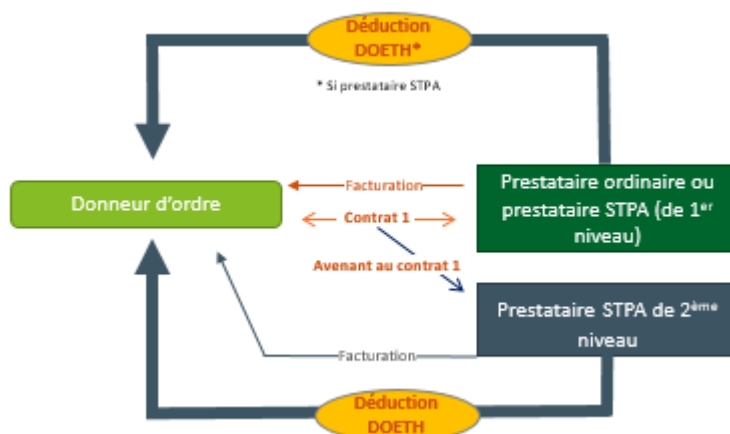 Déduction
DOETH*
* Si prestataire STPA
Donneur d'ordre
Facturation
Contrat 1
Avenant au contrat 1
Prestataire ordinaire ou
prestataire STPA (de 1er
niveau)
Prestataire STPA de 2ème
niveau
Facturation
Déduction
DOETH